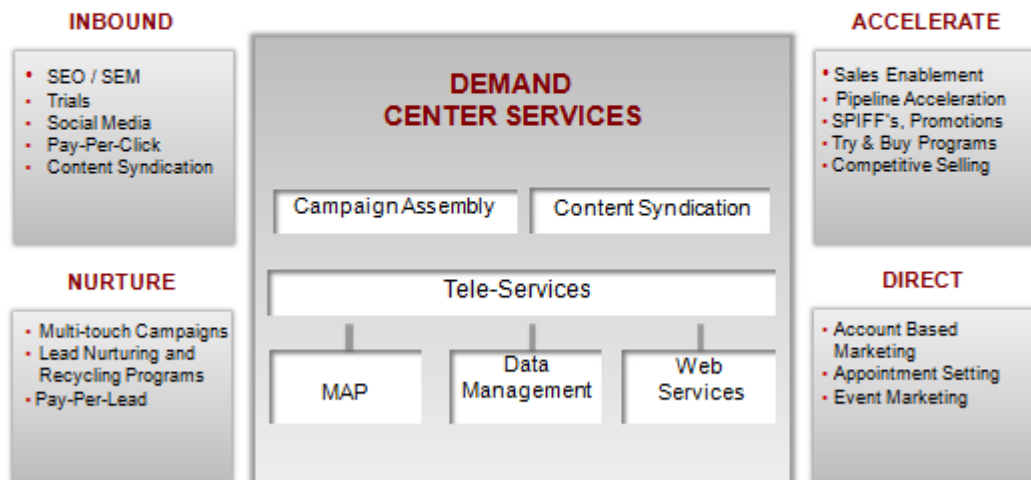 INBOUND
• SEO / SEM
• Trials
• Social Media
• Pay-Per-Click
• Content Syndication
NURTURE
• Multi-touch Campaigns
• Lead Nurturing and
Recycling Programs
• Pay-Per-Lead
DEMAND
CENTER SERVICES
Campaign Assembly
Content Syndication
Tele-Services
MAP
Data
Management
Web
Services
ACCELERATE
• Sales Enablement
• Pipeline Acceleration
• SPIFF's, Promotions
• Try & Buy Programs
• Competitive Selling
DIRECT
• Account Based
Marketing
• Appointment Setting
• Event Marketing